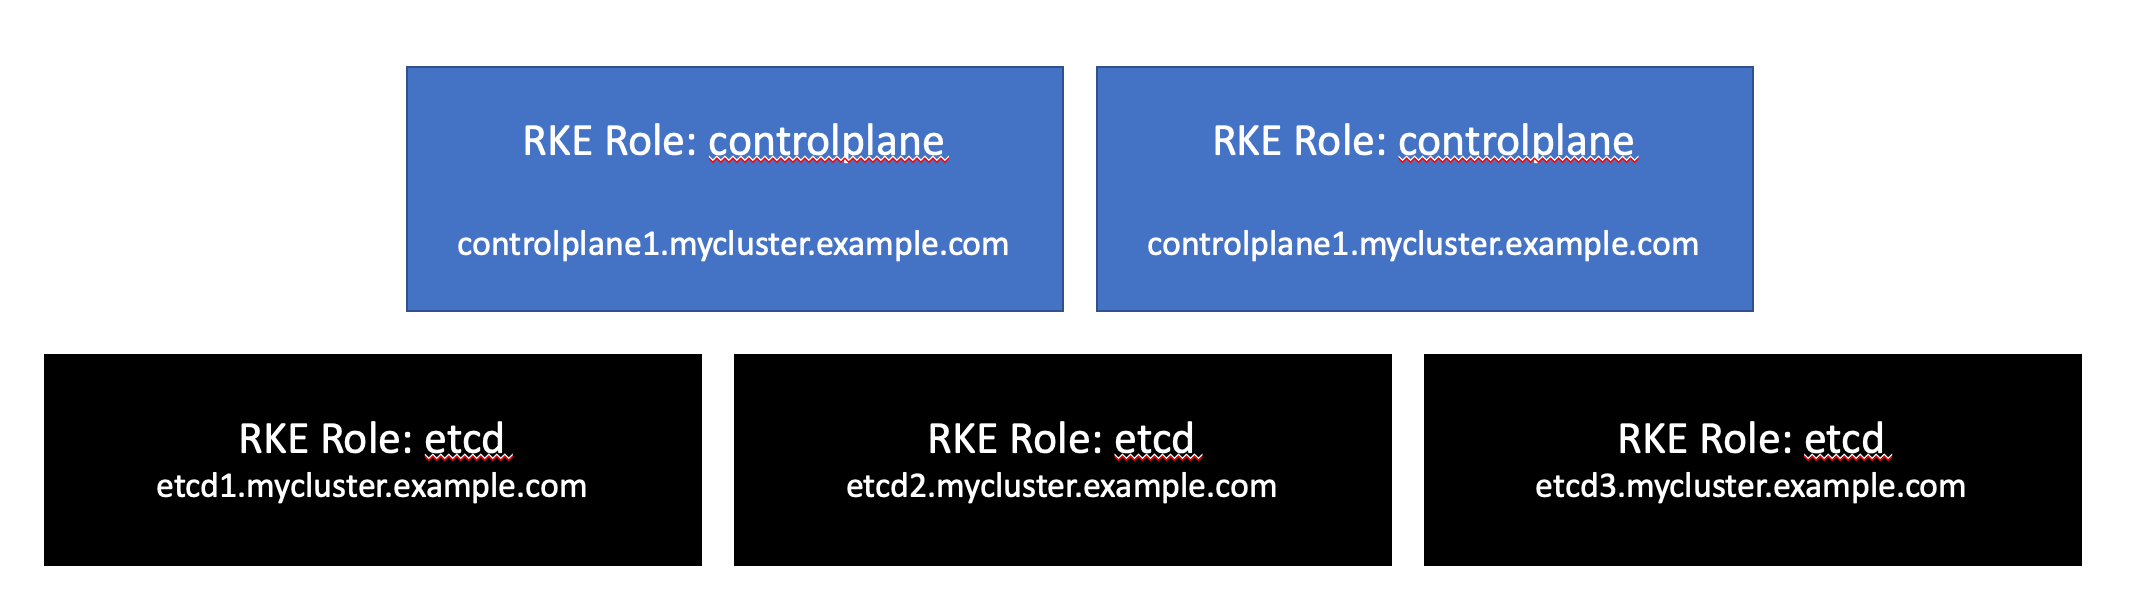 RKE Role: controlplane
controlplane1.mycluster.example.com
RKE Role: controlplane
controlplane1.mycluster.example.com
RKE Role: etcd
etcd1.mycluster.example.com
RKE Role: etcd
etcd2.mycluster.example.com
RKE Role: etcd
etcd3.mycluster.example.com